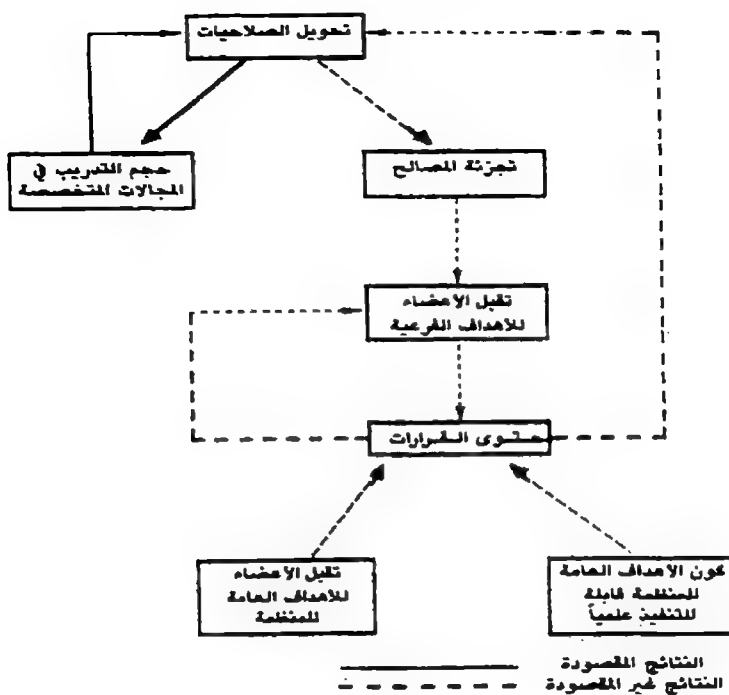 تحويل الصلاحيات
حجم التدريب في
المجالات المتخصصة
تجزئة المصالح
تقبل الأعضاء
للأهداف الفرعية
محتوى القرارات
تقبل الأعضاء
للأهداف العامة
للمنظمة
كون الأهداف العامة
للمنظمة قابلة
للتنفيذ علمياً
النتائج المقصودة
النتائج غير المقصودة